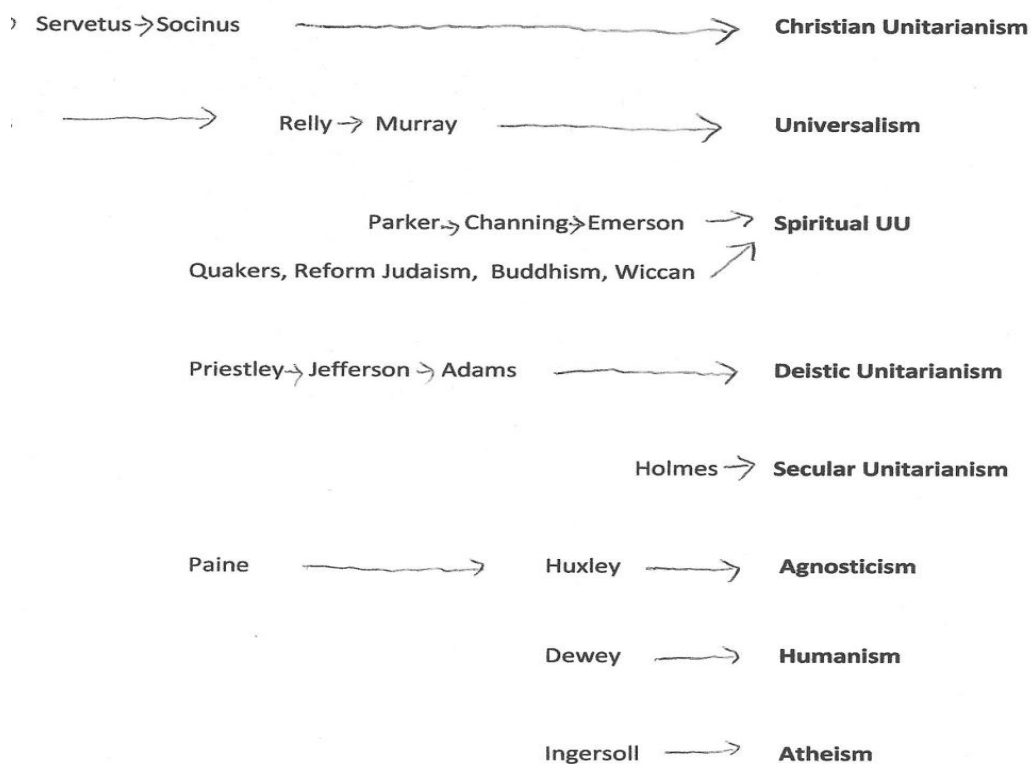 Servetus → Socinus → Christian Unitarianism
→ Relly → Murray → Universalism
Parker → Channing → Emerson → Spiritual UU
Quakers, Reform Judaism, Buddhism, Wiccan
Priestley → Jefferson → Adams → Deistic Unitarianism
Holmes → Secular Unitarianism
Paine → Huxley → Agnosticism
Dewey → Humanism
Ingersoll → Atheism